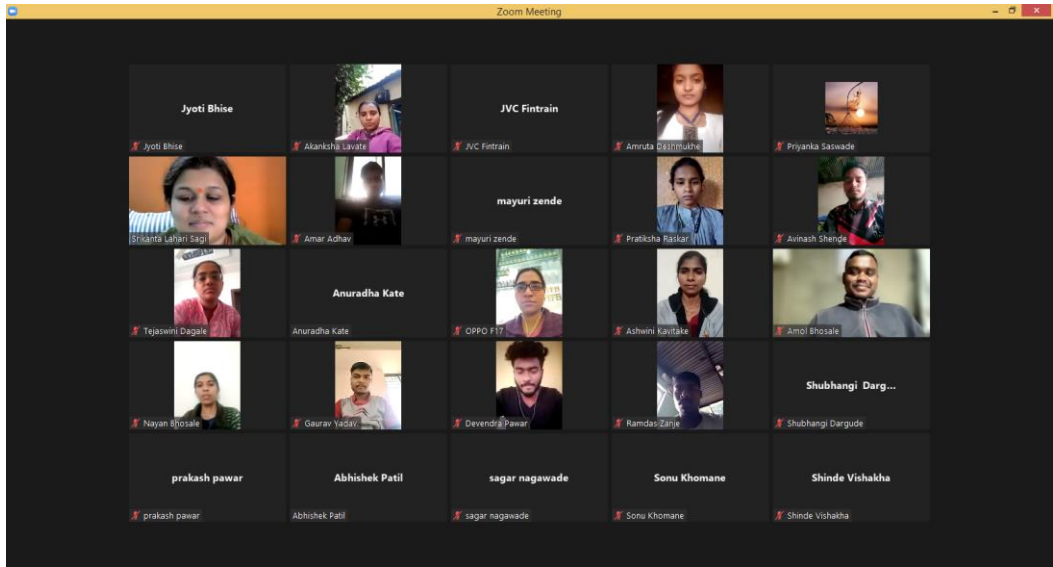 Zoom Meeting
Jyoti Bhise
Jyoti Bhise
Akanksha Lavate
JVC Fintrain
JVC Fintrain
Amruta Deshmukhe
Priyanka Saswade
Srikanta Lahari Sagi
Amar Adhav
mayuri zende
mayuri zende
Pratiksha Raskar
Avinash Shende
Tejaswini Dagale
Anuradha Kate
Anuradha Kate
OPPO F17
Ashwini Kavitake
Amol Bhosale
Nayan Bhosale
Gaurav Yadav
Devendra Pawar
Ramdas Zanje
Shubhangi Darg...
Shubhangi Dargude
prakash pawar
prakash pawar
Abhishek Patil
Abhishek Patil
sagar nagawade
sagar nagawade
Sonu Khomane
Sonu Khomane
Shinde Vishakha
Shinde Vishakha